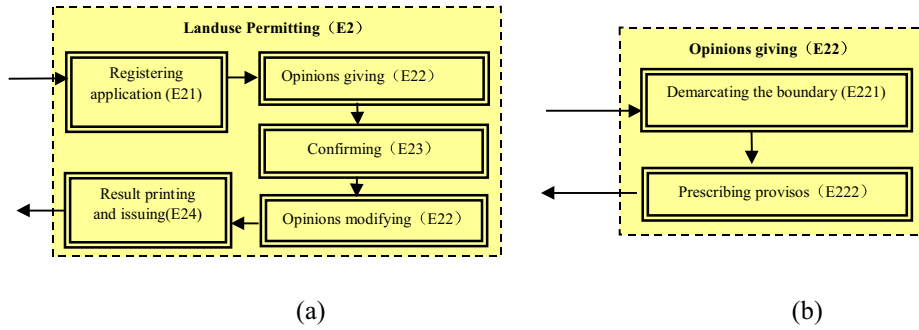 Landuse Permitting（E2）
Registering
application (E21)
Opinions giving（E22）
Confirming（E23）
Result printing
and issuing(E24)
Opinions modifying（E22）
(a)
Opinions giving（E22）
Demarcating the boundary (E221)
Prescribing provisos（E222）
(b)